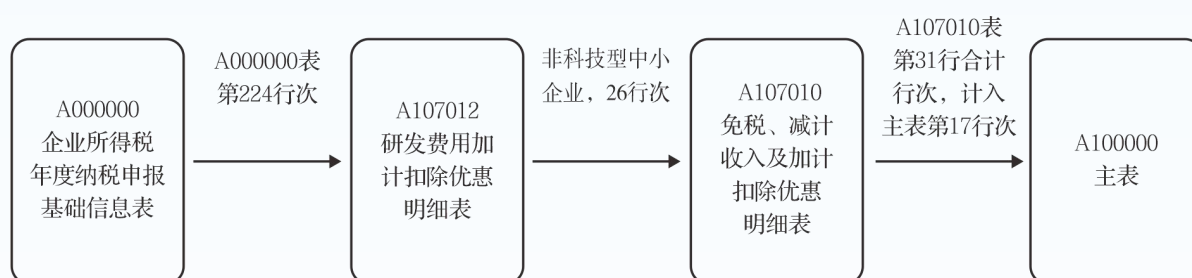 A000000
企业所得税
年度纳税申报
基础信息表
A000000表
第224行次
A107012
研发费用加
计扣除优惠
明细表
非科技型中小
企业，26行次
A107010
免税、减计
收入及加计
扣除优惠
明细表
A107010表
第31行合计
行次，计入
主表第17行次
A100000
主表